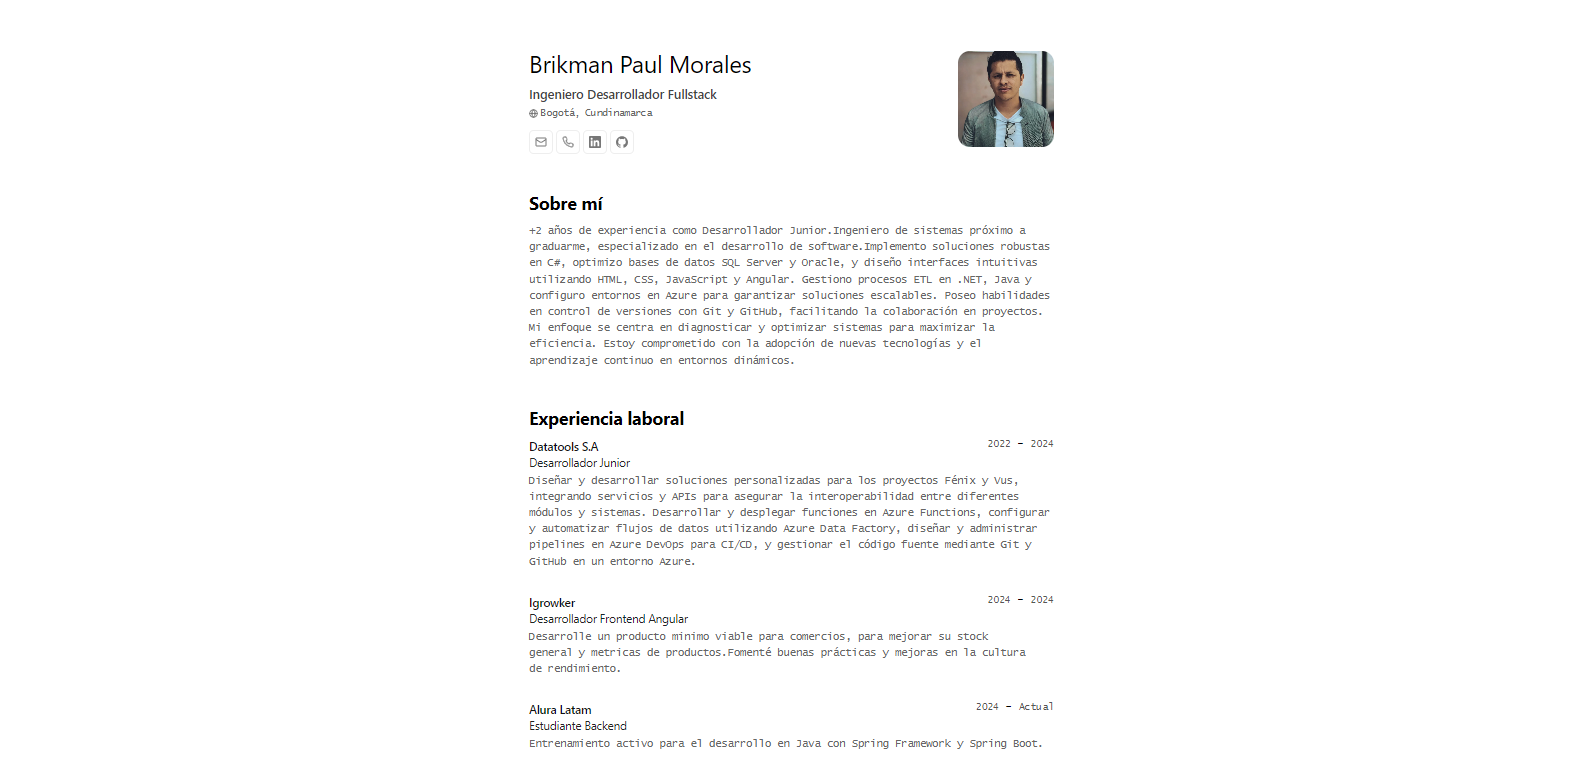 Brikman Paul Morales
Ingeniero Desarrollador Fullstack
Bogotá, Cundinamarca
Sobre mí
+2 años de experiencia como Desarrollador Junior.Ingeniero de sistemas próximo a
graduarme, especializado en el desarrollo de software.Implemento soluciones robustas
en C#, optimizo bases de datos SQL Server y Oracle, y diseño interfaces intuitivas
utilizando HTML, CSS, JavaScript y Angular. Gestiono procesos ETL en .NET, Java y
configuro entornos en Azure para garantizar soluciones escalables. Poseo habilidades
en control de versiones con Git y GitHub, facilitando la colaboración en proyectos.
Mi enfoque se centra en diagnosticar y optimizar sistemas para maximizar la
eficiencia. Estoy comprometido con la adopción de nuevas tecnologías y el
aprendizaje continuo en entornos dinámicos.
Experiencia laboral
Datatools S.A 2022 - 2024
Desarrollador Junior
Diseñar y desarrollar soluciones personalizadas para los proyectos Fénix y Vus,
integrando servicios y APIs para asegurar la interoperabilidad entre diferentes
módulos y sistemas. Desarrollar y desplegar funciones en Azure Functions, configurar
y automatizar flujos de datos utilizando Azure Data Factory, diseñar y administrar
pipelines en Azure DevOps para CI/CD, y gestionar el código fuente mediante Git y
GitHub en un entorno Azure.
Igrowker 2024 - 2024
Desarrollador Frontend Angular
Desarrolle un producto minimo viable para comercios, para mejorar su stock
general y metricas de productos.Fomenté buenas prácticas y mejoras en la cultura
de rendimiento.
Alura Latam 2024 - Actual
Estudiante Backend
Entrenamiento activo para el desarrollo en Java con Spring Framework y Spring Boot.